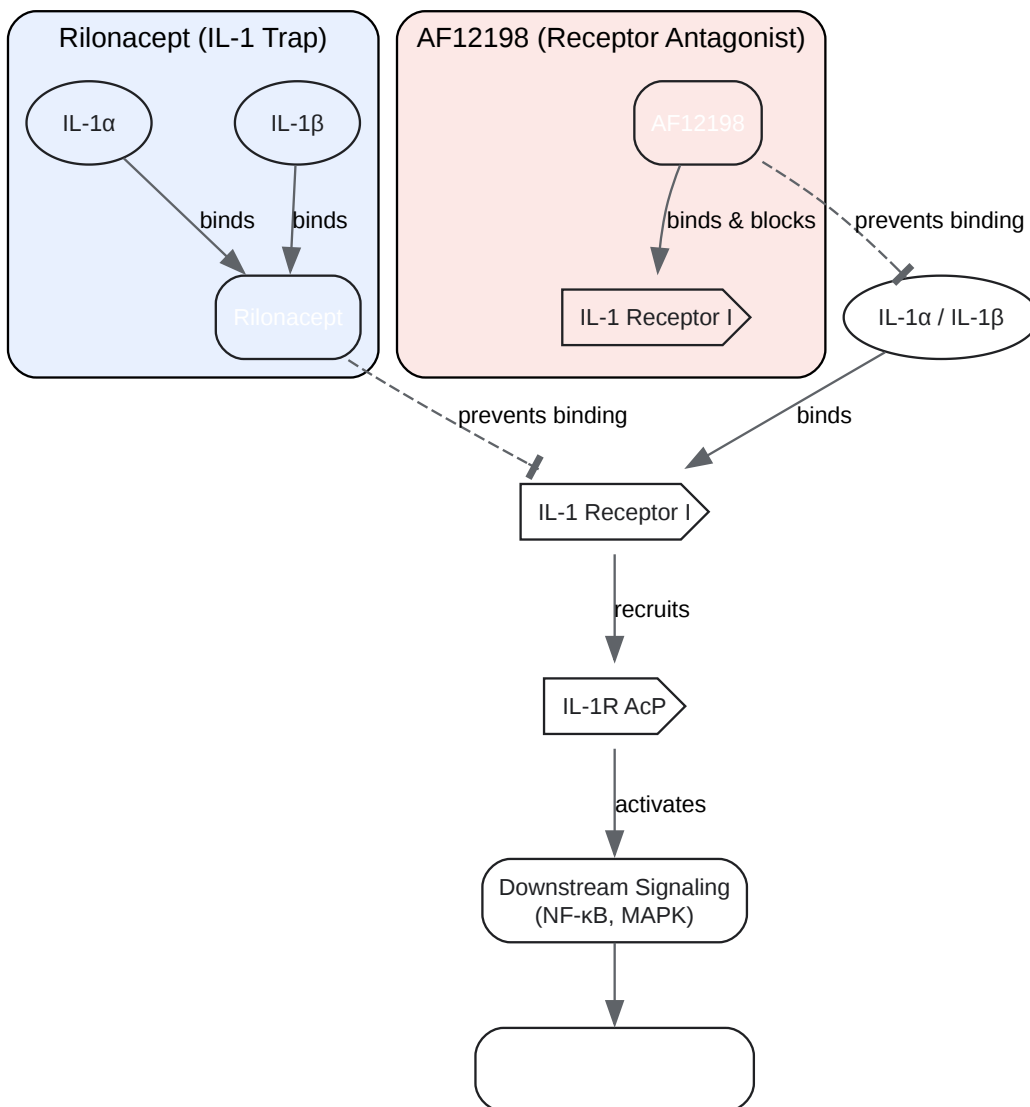 Rilonacept (IL-1 Trap)
AF12198 (Receptor Antagonist)
IL-1α
IL-1β
AF12198
binds
binds
binds & blocks
prevents binding
Rilonacept
IL-1 Receptor I
IL-1α / IL-1β
prevents binding
binds
IL-1 Receptor I
recruits
IL-1R AcP
activates
Downstream Signaling
(NF-κB, MAPK)